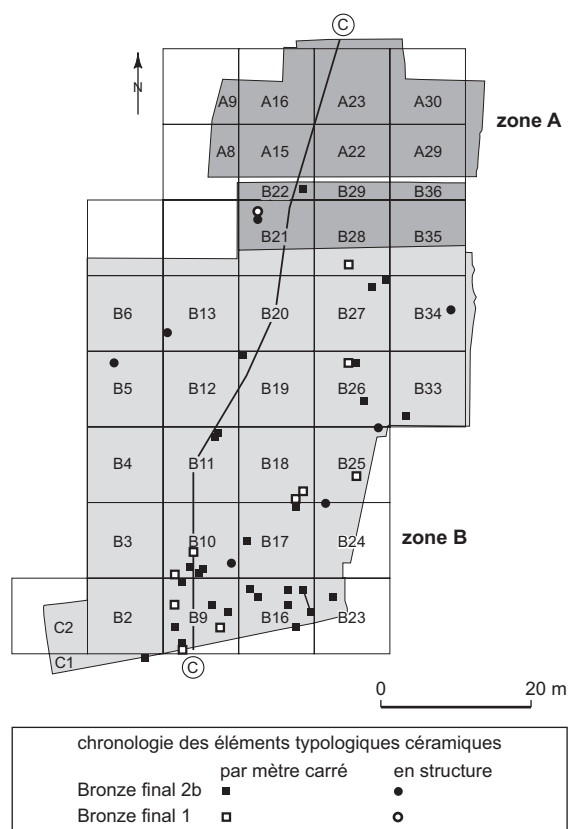 C
N
A9 A16 A23 A30
zone A
A8 A15 A22 A29
B22 B29 B36
B21 B28 B35
B6 B13 B20 B27 B34
B5 B12 B19 B26 B33
B4 B11 B18 B25
B3 B10 B17 B24
zone B
C2 B2 B9 B16 B23
C1
C
0 20 m
chronologie des éléments typologiques céramiques
par mètre carré en structure
Bronze final 2b
Bronze final 1